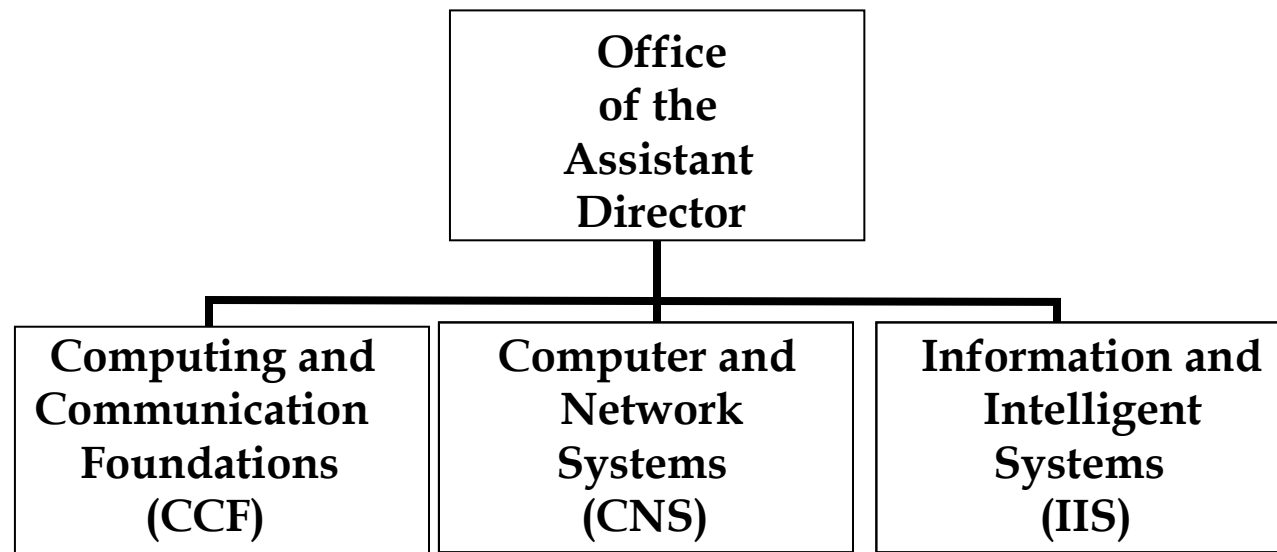 Office
of the
Assistant
Director
Computing and
Communication
Foundations
(CCF)
Computer and
Network
Systems
(CNS)
Information and
Intelligent
Systems
(IIS)